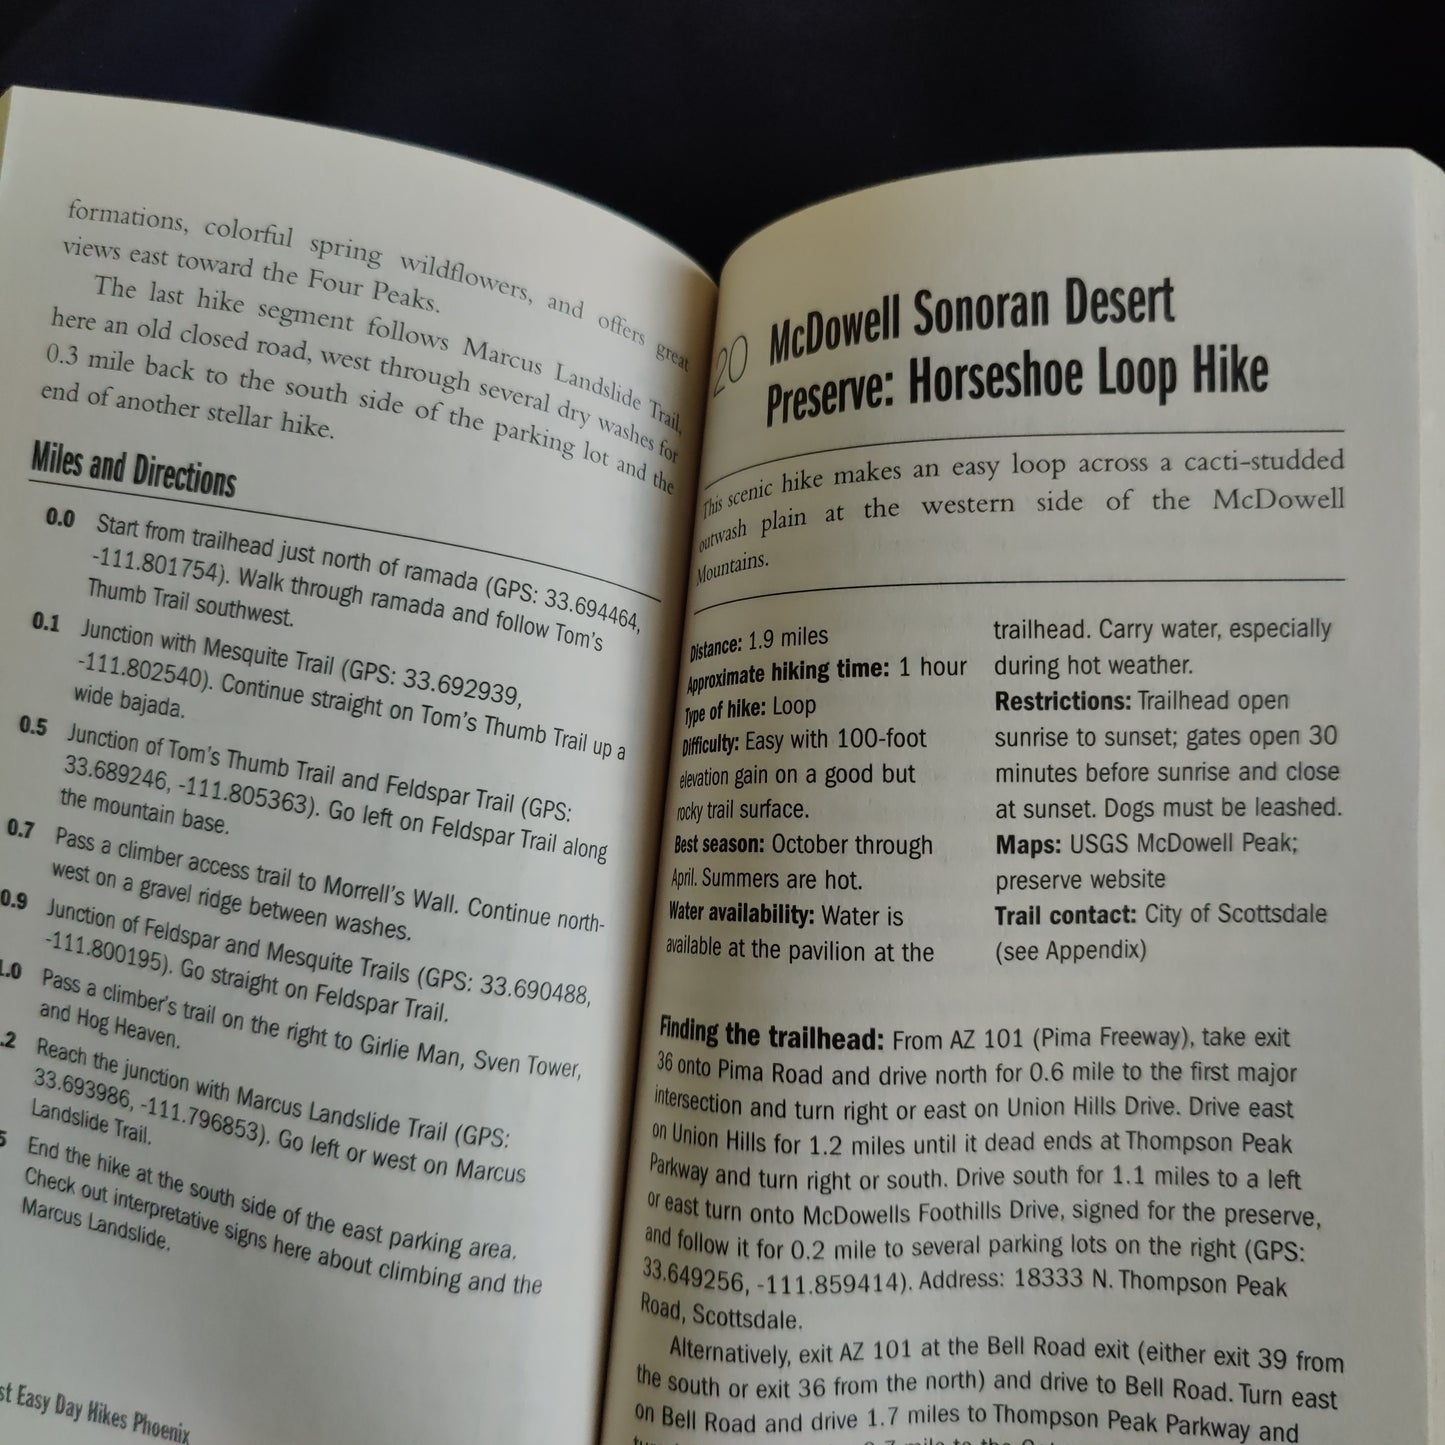 formations, colorful spring wildflowers, and offers great
views east toward the Four Peaks.
The last hike segment follows Marcus Landslide Trail,
here an old closed road, west through several dry washes for
0.3 mile back to the south side of the parking lot and the
end of another stellar hike.
Miles and Directions
0.0 Start from trailhead just north of ramada (GPS: 33.694464,
-111.801754). Walk through ramada and follow Tom's
Thumb Trail southwest.
0.1 Junction with Mesquite Trail (GPS: 33.692939,
-111.802540). Continue straight on Tom's Thumb Trail up a
wide bajada.
0.5 Junction of Tom's Thumb Trail and Feldspar Trail (GPS:
33.689246, -111.805363). Go left on Feldspar Trail along
the mountain base.
0.7 Pass a climber access trail to Morrell's Wall. Continue north-
west on a gravel ridge between washes.
0.9 Junction of Feldspar and Mesquite Trails (GPS: 33.690488,
-111.800195). Go straight on Feldspar Trail.
1.0 Pass a climber's trail on the right to Girlie Man, Sven Tower,
and Hog Heaven.
.2 Reach the junction with Marcus Landslide Trail (GPS:
33.693986, -111.796853). Go left or west on Marcus
Landslide Trail.
5 End the hike at the south side of the east parking area.
Check out interpretative signs here about climbing and the
Marcus Landslide.
st Easy Day Hikes Phoenix
20 McDowell Sonoran Desert
Preserve: Horseshoe Loop Hike
This scenic hike makes an easy loop across a cacti-studded
outwash plain at the western side of the McDowell
Mountains.
Distance: 1.9 miles
Approximate hiking time: 1 hour
Type of hike: Loop
Difficulty: Easy with 100-foot
elevation gain on a good but
rocky trail surface.
Best season: October through
April. Summers are hot.
Water availability: Water is
available at the pavilion at the
trailhead. Carry water, especially
during hot weather.
Restrictions: Trailhead open
sunrise to sunset; gates open 30
minutes before sunrise and close
at sunset. Dogs must be leashed.
Maps: USGS McDowell Peak;
preserve website
Trail contact: City of Scottsdale
(see Appendix)
Finding the trailhead: From AZ 101 (Pima Freeway), take exit
36 onto Pima Road and drive north for 0.6 mile to the first major
intersection and turn right or east on Union Hills Drive. Drive east
on Union Hills for 1.2 miles until it dead ends at Thompson Peak
Parkway and turn right or south. Drive south for 1.1 miles to a left
or east turn onto McDowells Foothills Drive, signed for the preserve,
and follow it for 0.2 mile to several parking lots on the right (GPS:
33.649256, -111.859414). Address: 18333 N. Thompson Peak
Road, Scottsdale.
Alternatively, exit AZ 101 at the Bell Road exit (either exit 39 from
the south or exit 36 from the north) and drive to Bell Road. Turn east
on Bell Road and drive 1.7 miles to Thompson Peak Parkway and